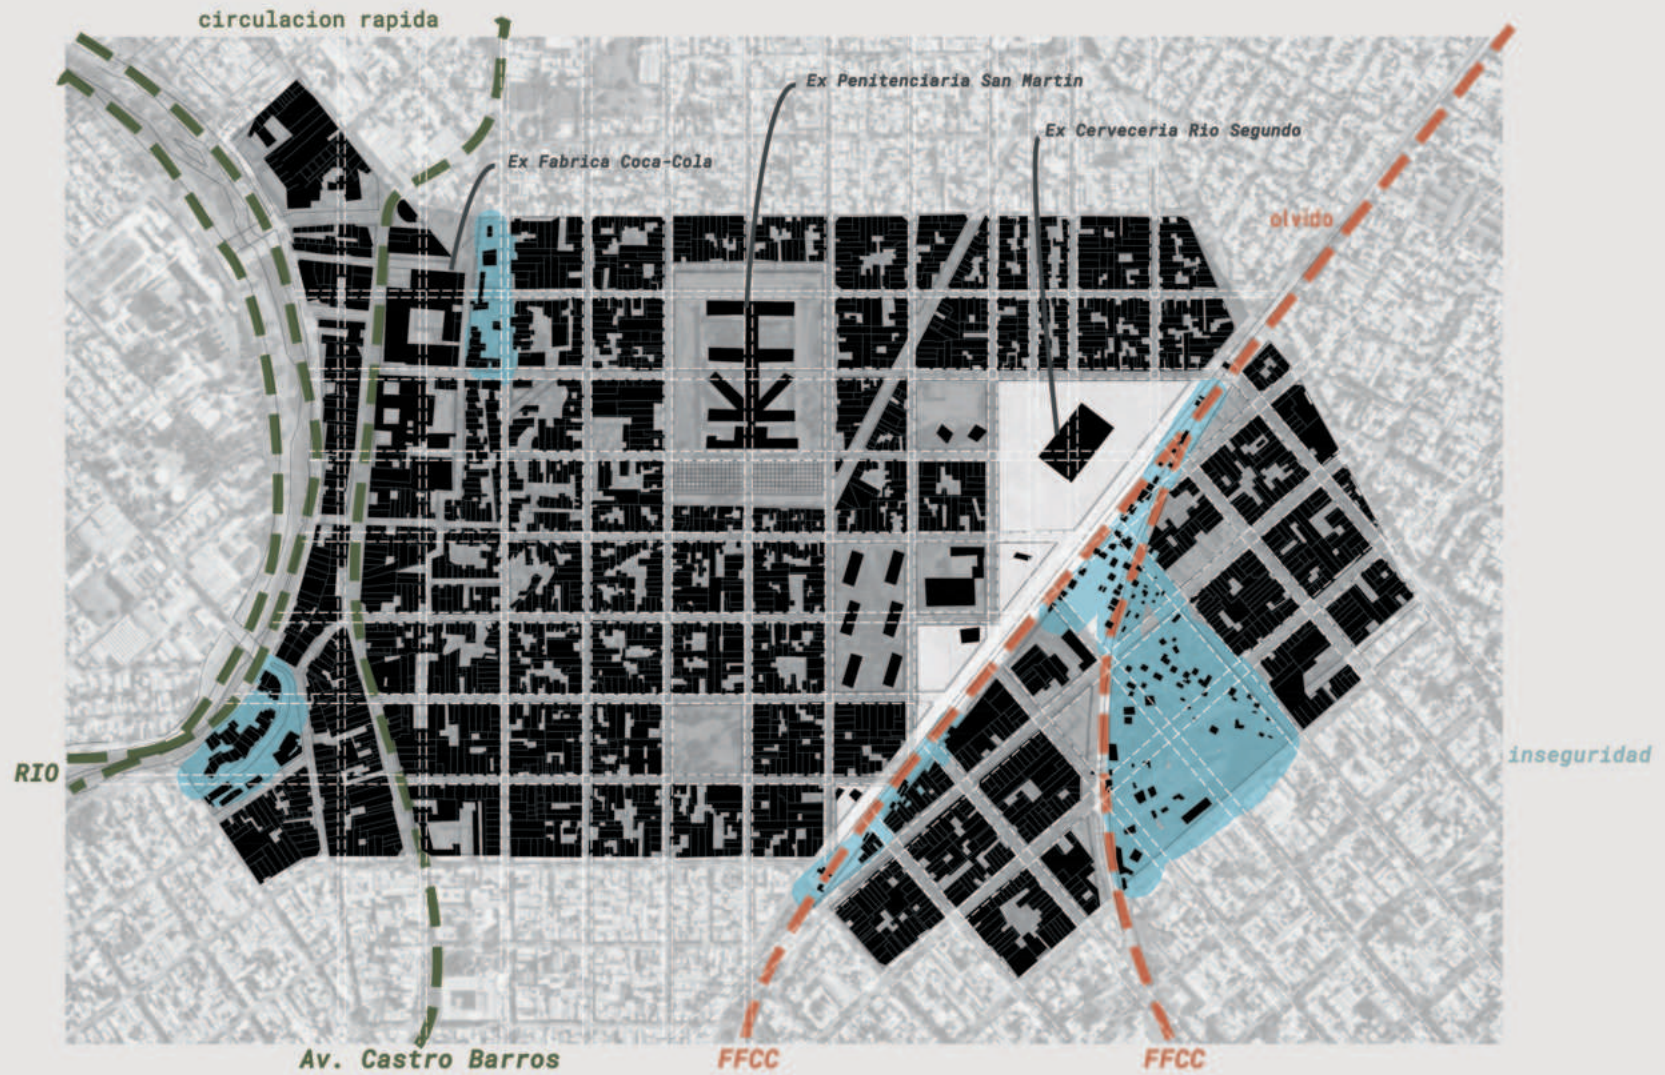 circulacion rapida
Ex Penitenciaria San Martin
Ex Cerveceria Rio Segundo
Ex Fabrica Coca-Cola
olvido
inseguridad
RIO
Av. Castro Barros
FFCC
FFCC